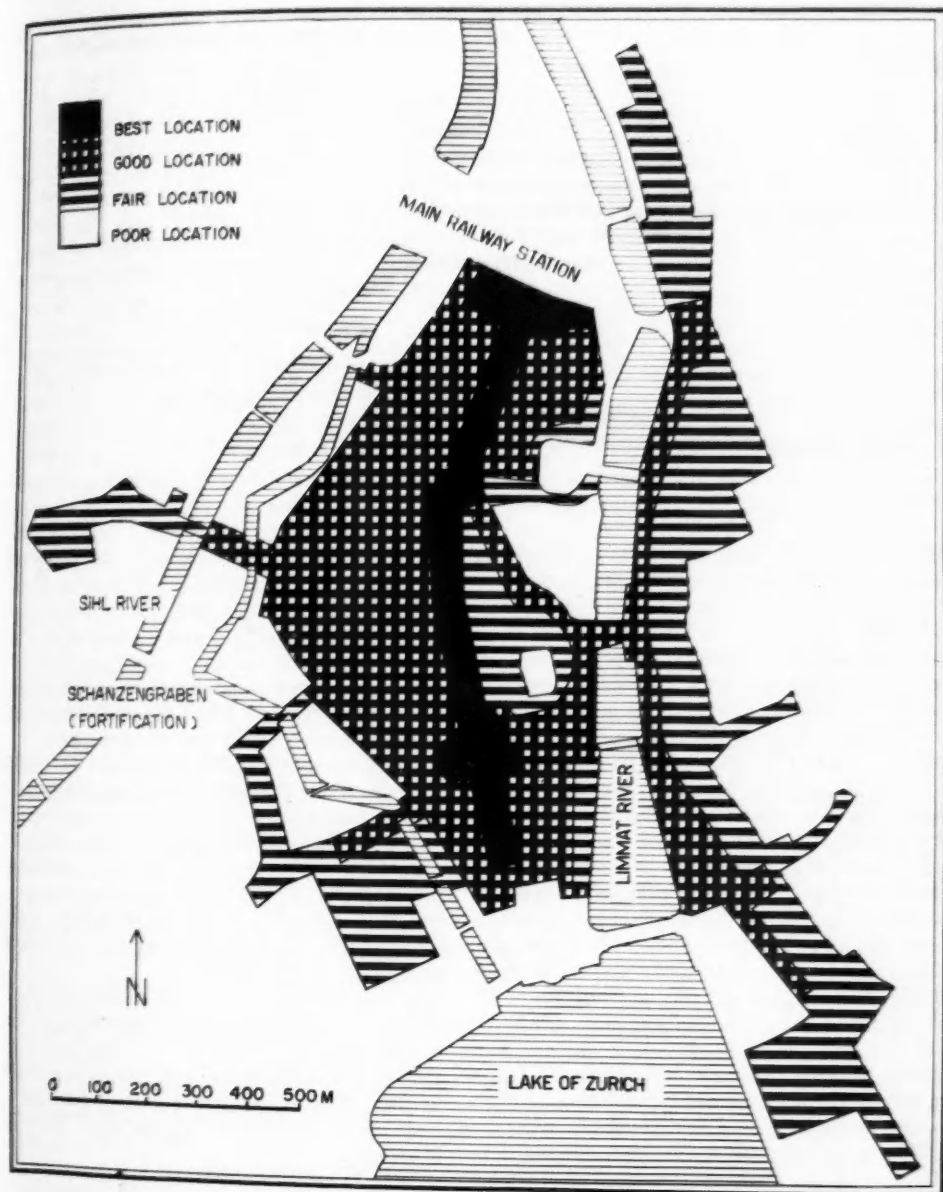 BEST LOCATION
GOOD LOCATION
FAIR LOCATION
POOR LOCATION
MAIN RAILWAY STATION
SIHL RIVER
SCHANZENGRABEN
(FORTIFICATION)
LIMMAT RIVER
N
0 100 200 300 400 500 M
LAKE OF ZURICH